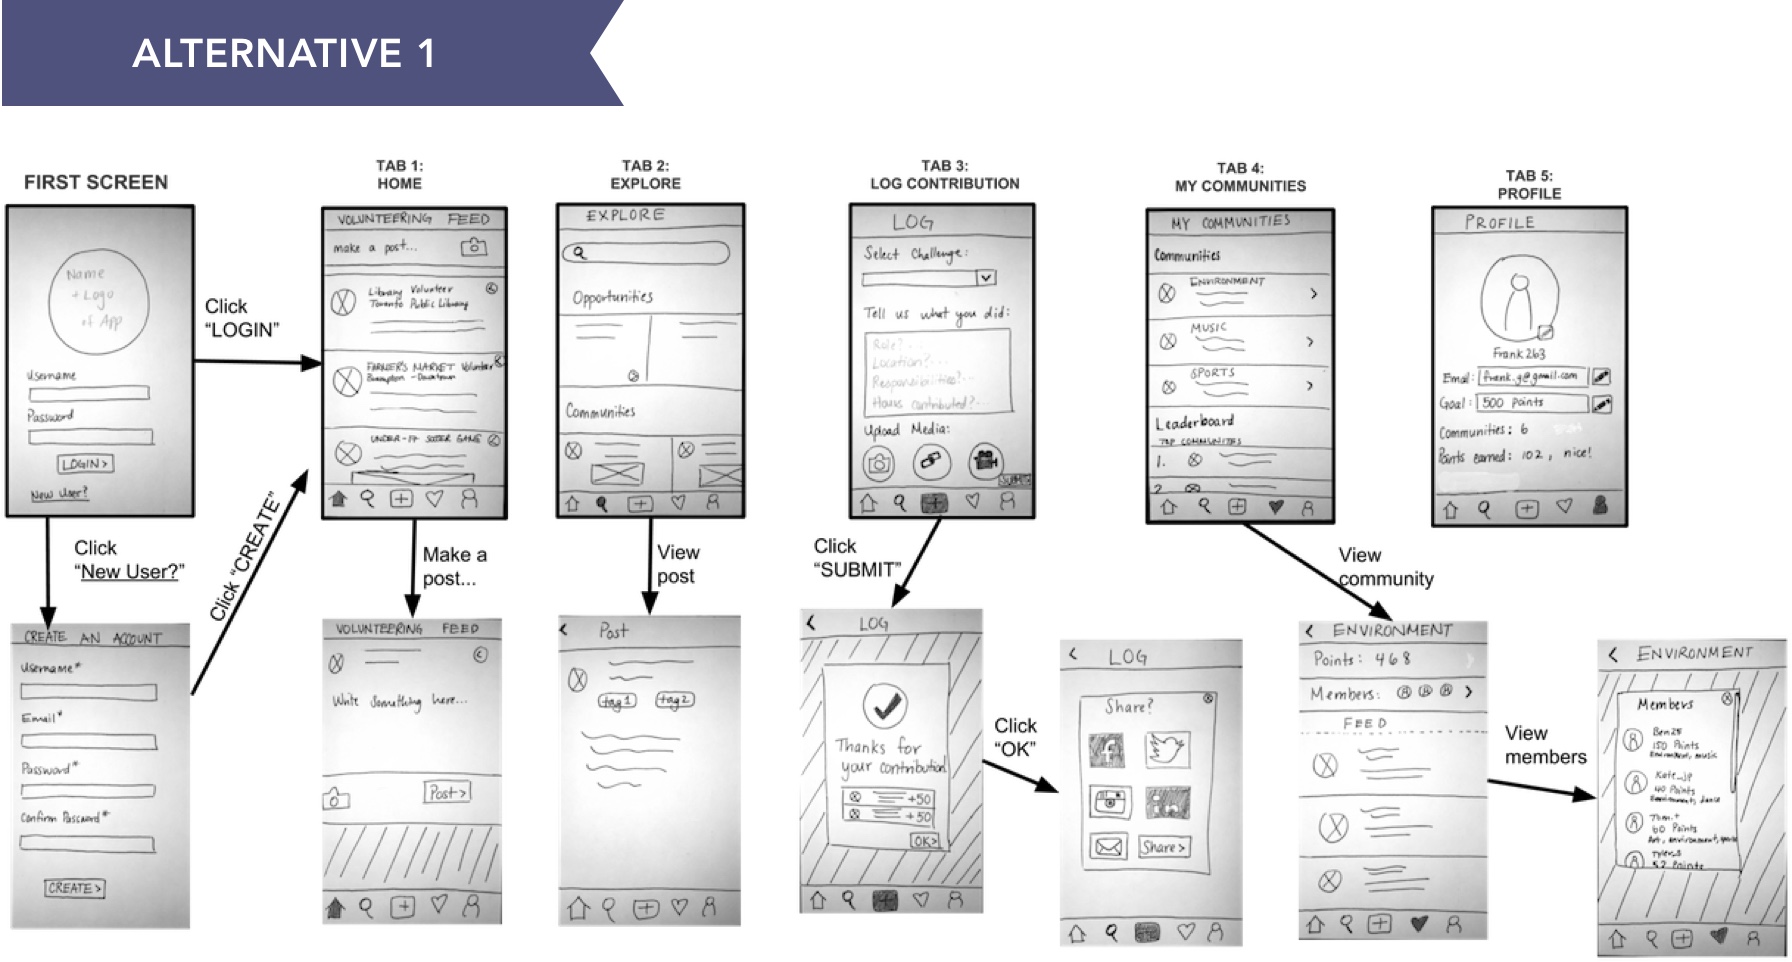 ALTERNATIVE 1
FIRST SCREEN
Name
+ Logo
of App
Username
Password
LOGIN >
New User?
Click
"LOGIN"
Click
"New User?"
CREATE AN ACCOUNT
Username*
Email*
Password*
Confirm Password*
CREATE >
Click "CREATE"
TAB 1:
HOME
VOLUNTEERING FEED
make a post...
Library Volunteer
Toronto Public Library
FARMER'S MARKET Volunteer
Brampton - Downtown
UNDER-17 SOCCER GAME
Make a
post...
VOLUNTEERING FEED
Write something here...
Post >
TAB 2:
EXPLORE
EXPLORE
Opportunities
Communities
View
post
< Post
tag 1 tag 2
TAB 3:
LOG CONTRIBUTION
LOG
Select Challenge:
Tell us what you did:
Role?...
Location?...
Responsibilities?...
Hours contributed?...
Upload Media:
SUBMIT
Click
"SUBMIT"
< LOG
Thanks for
your contribution
+50
+50
OK>
Click
"OK"
< LOG
Share?
f
in
Share >
TAB 4:
MY COMMUNITIES
MY COMMUNITIES
Communities
ENVIRONMENT >
MUSIC >
SPORTS >
Leaderboard
TOP COMMUNITIES
1.
2.
View
community
< ENVIRONMENT
Points: 468
Members: >
FEED
View
members
< ENVIRONMENT
Members
Ben25
150 Points
Environment, music
Kate_jp
40 Points
Environment, dance
Tom.t
60 Points
Art, environment, sports
Tyler.s
52 Points
TAB 5:
PROFILE
PROFILE
Frank263
Email: frank.g@gmail.com
Goal: 500 points
Communities: 6
Points earned: 102, nice!